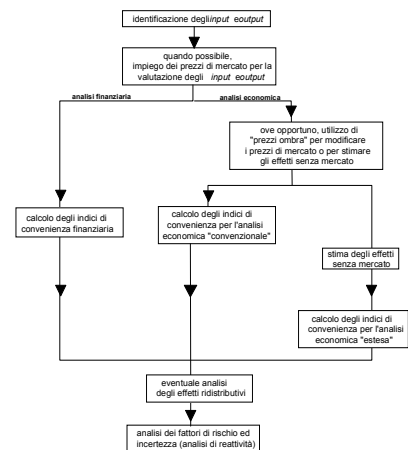 identificazione degli input e output
quando possibile,
impiego dei prezzi di mercato per la
valutazione degli input e output
analisi finanziaria
analisi economica
ove opportuno, utilizzo di
"prezzi ombra" per modificare
i prezzi di mercato o per stimare
gli effetti senza mercato
calcolo degli indici di
convenienza finanziaria
calcolo degli indici di
convenienza per l'analisi
economica "convenzionale"
stima degli effetti
senza mercato
calcolo degli indici di
convenienza per l'analisi
economica "estesa"
eventuale analisi
degli effetti ridistributivi
analisi dei fattori di rischio ed
incertezza (analisi di reattività)